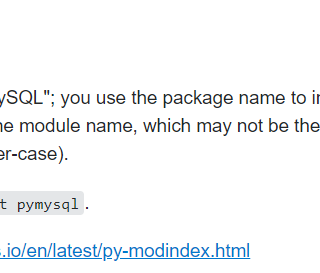 ySQL"; you use the package name to i
he module name, which may not be the
er-case).
t pymysql.
s.io/en/latest/py-modindex.html